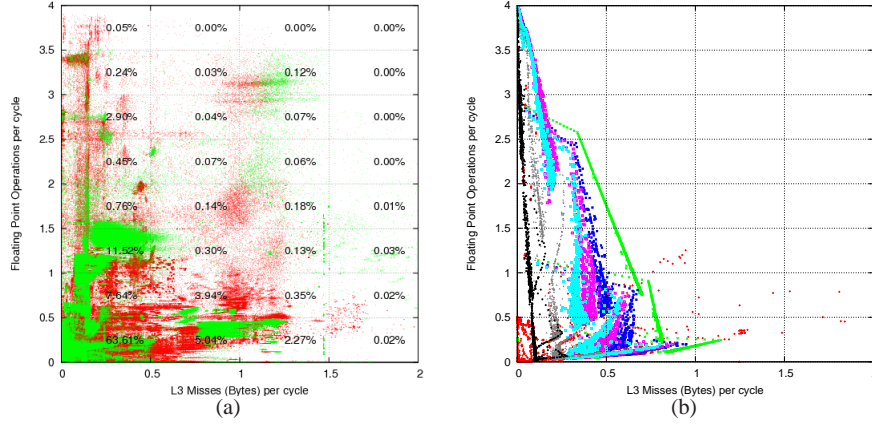 4
3.5
3
2.5
2
1.5
1
0.5
0
Floating Point Operations per cycle
0.05% 0.00% 0.00% 0.00%
0.24% 0.03% 0.12% 0.00%
2.90% 0.04% 0.07% 0.00%
0.45% 0.07% 0.06% 0.00%
0.76% 0.14% 0.18% 0.01%
11.52% 0.30% 0.13% 0.03%
7.64% 3.94% 0.35% 0.02%
63.61% 5.04% 2.27% 0.02%
0 0.5 1 1.5 2
L3 Misses (Bytes) per cycle
(a)
4
3.5
3
2.5
2
1.5
1
0.5
0
Floating Point Operations per cycle
0 0.5 1 1.5 2
L3 Misses (Bytes) per cycle
(b)